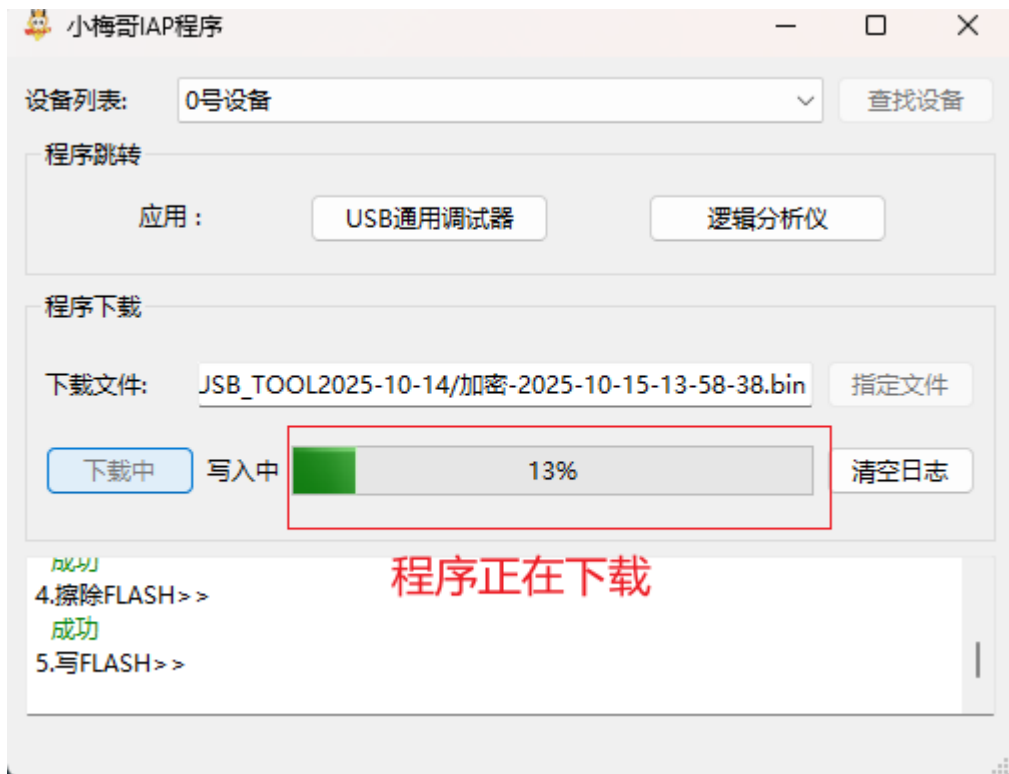 小梅哥IAP程序
设备列表: 0号设备 查找设备
程序跳转
应用： USB通用调试器 逻辑分析仪
程序下载
下载文件: JSB_TOOL2025-10-14/加密-2025-10-15-13-58-38.bin 指定文件
下载中 写入中 13% 清空日志
成功
程序正在下载
4.擦除FLASH>>
成功
5.写FLASH>>